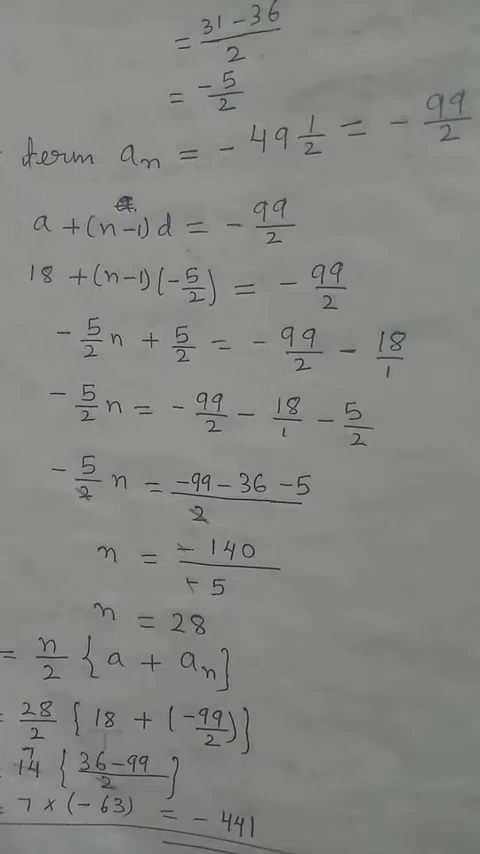 = (31 - 36)/2
= -5/2
term aₙ = - 49 1/2 = - 99/2
a + (n-1) d = - 99/2
18 + (n-1) (-5/2) = - 99/2
- 5/2 n + 5/2 = - 99/2 - 18/1
- 5/2 n = - 99/2 - 18/1 - 5/2
- 5/2 n = (-99 - 36 - 5)/2
n = - 140/+ 5
n = 28
= n/2 { a + aₙ }
= 28/2 { 18 + (-99/2) }
7
14 { (36 - 99)/2 }
= 7 × (- 63) = - 441